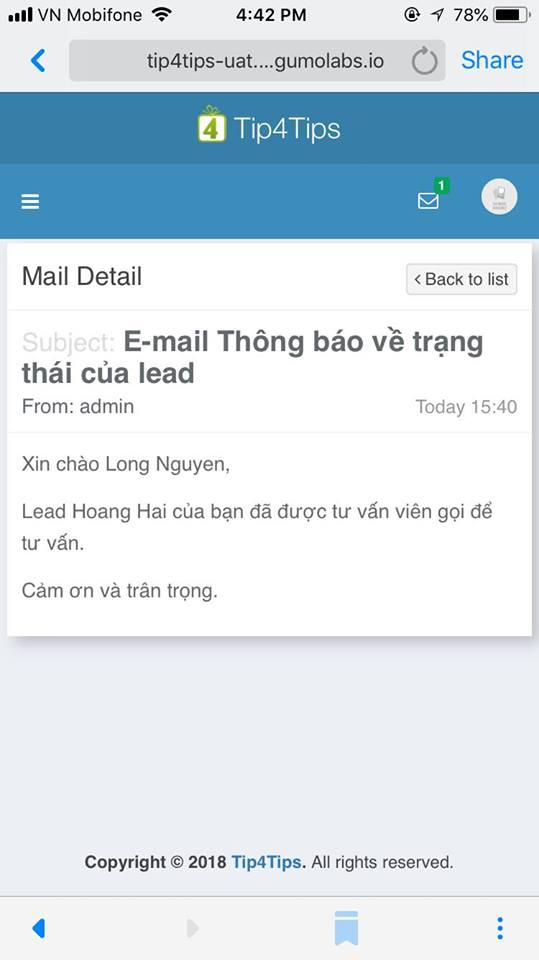 VN Mobifone 4:42 PM 78%
tip4tips-uat....gumolabs.io Share
4 Tip4Tips
1
Mail Detail < Back to list
Subject: E-mail Thông báo về trạng
thái của lead
From: admin Today 15:40
Xin chào Long Nguyen,
Lead Hoang Hai của bạn đã được tư vấn viên gọi để
tư vấn.
Cảm ơn và trân trọng.
Copyright © 2018 Tip4Tips. All rights reserved.